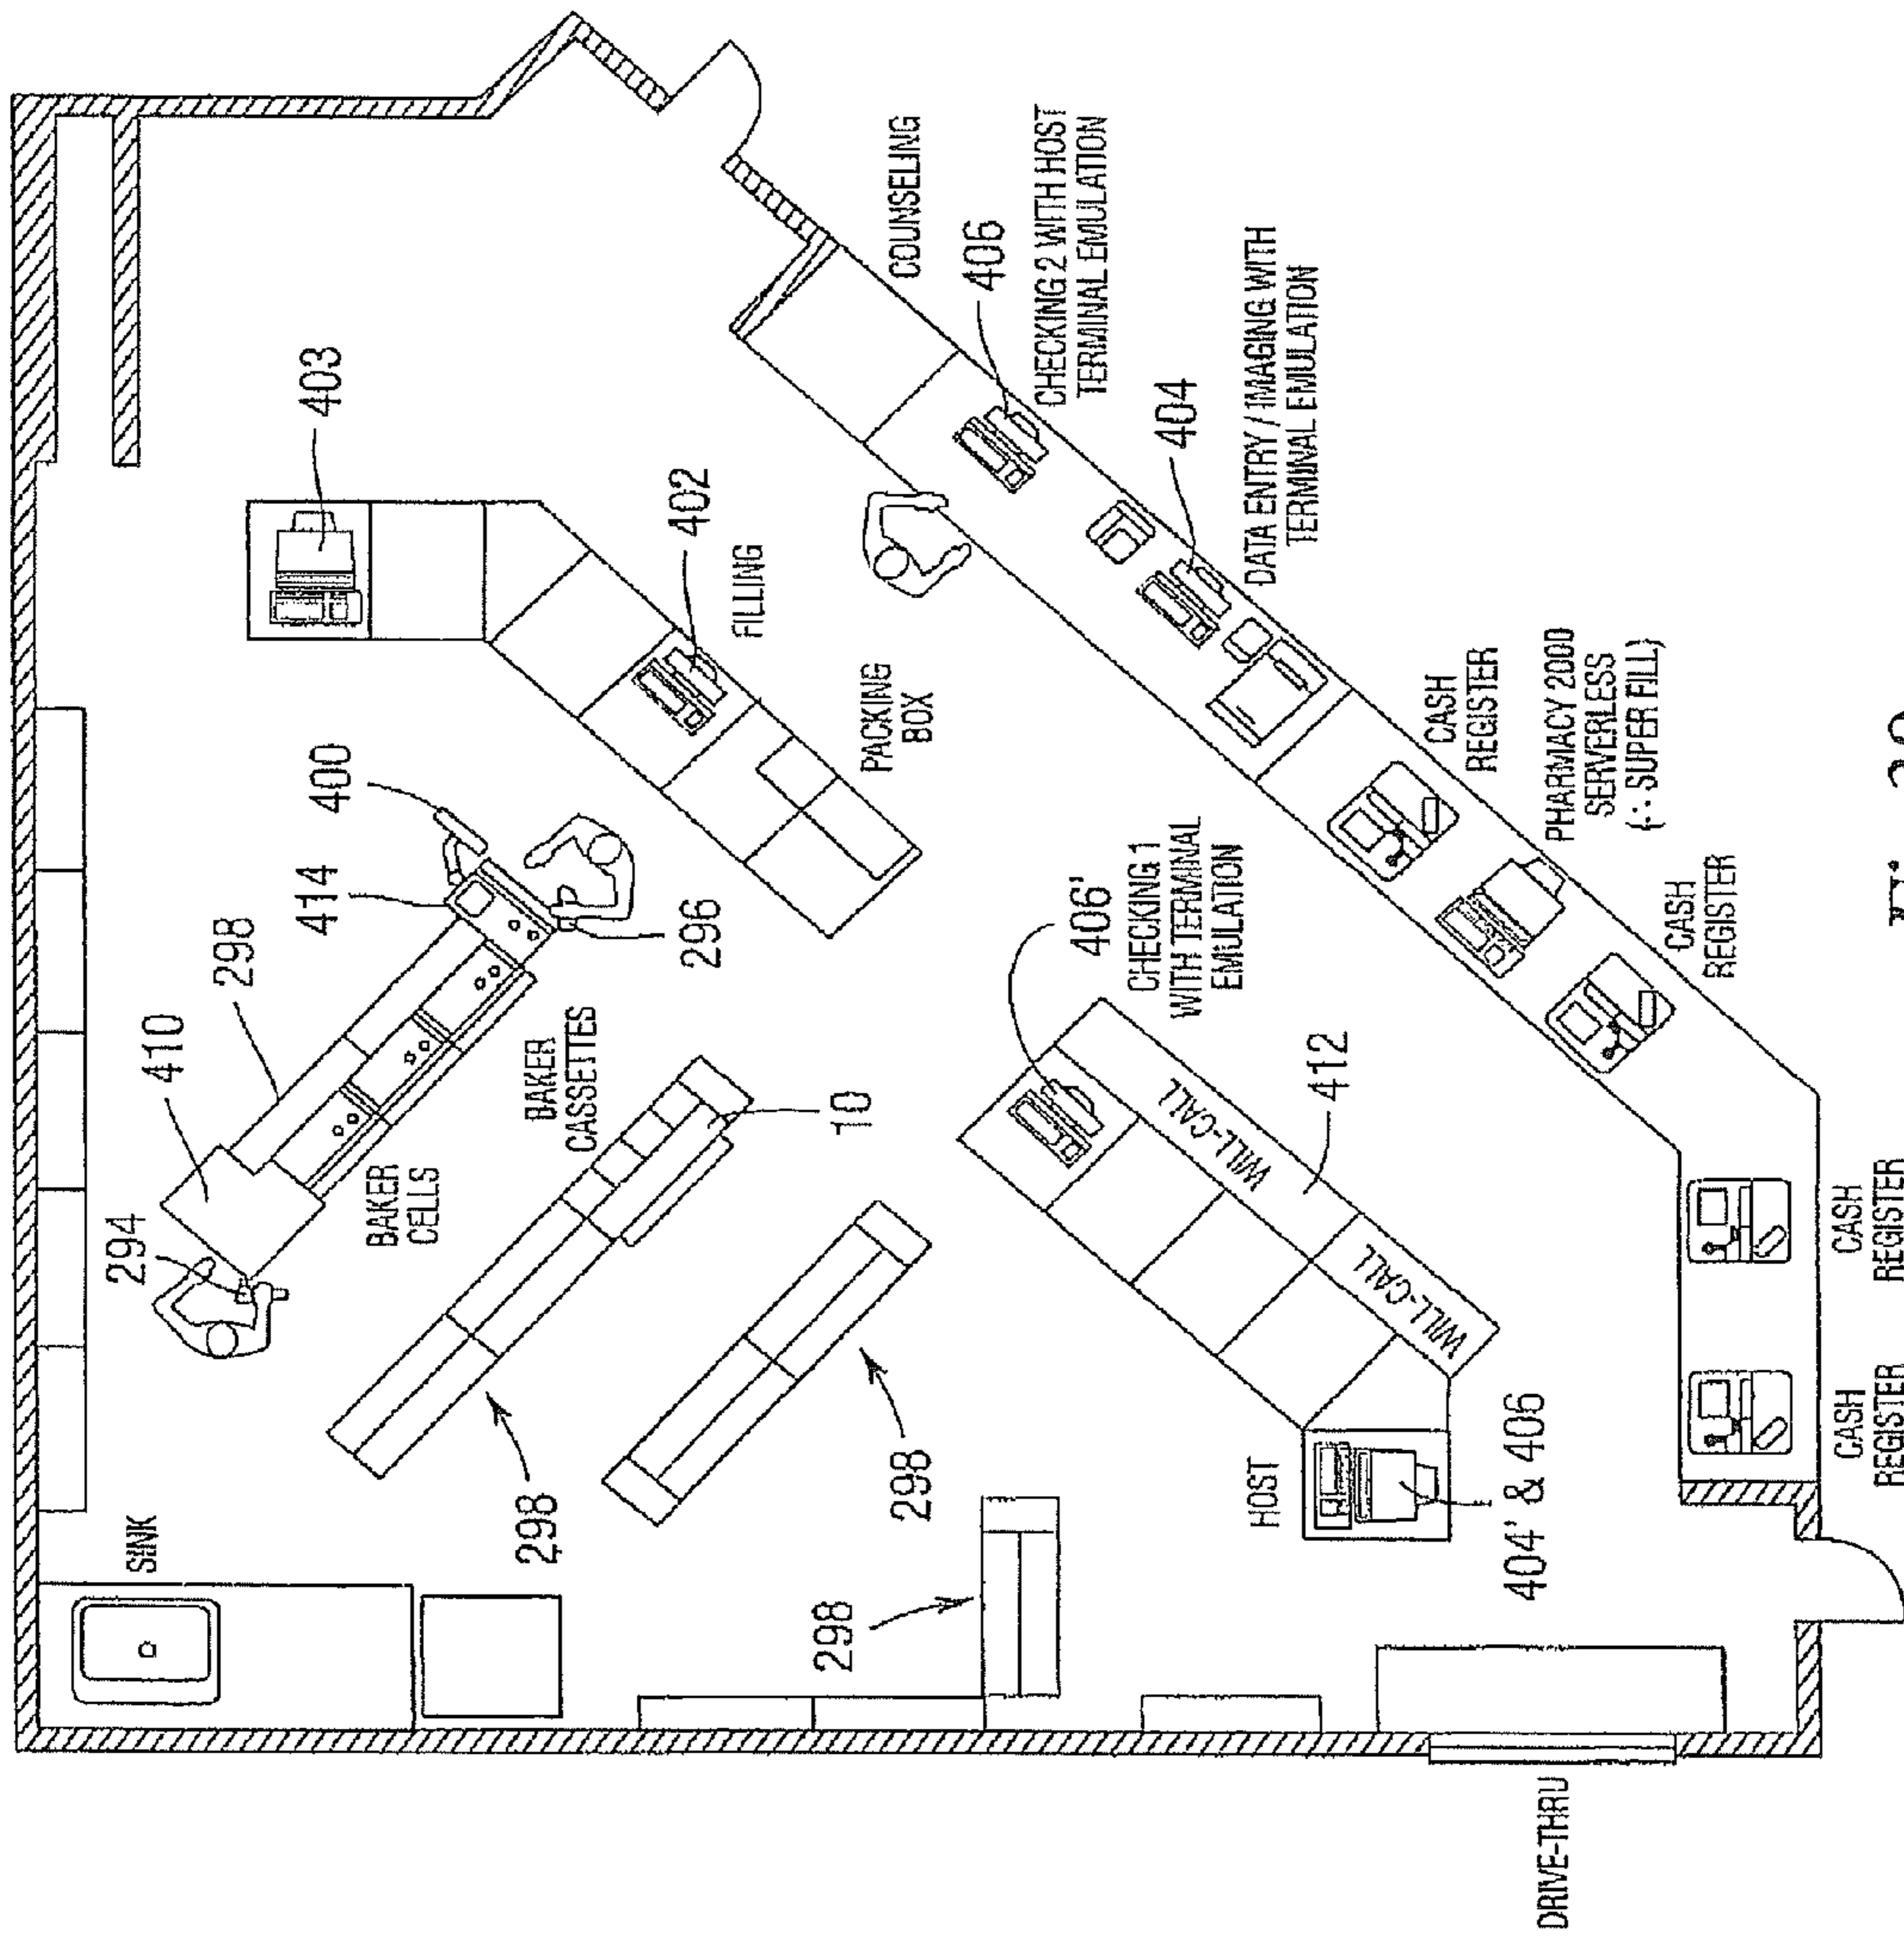 SINK
294
410
298
414
400
403
BAKER
CELLS
BAKER
CASSETTES
296
402
FILLING
298
10
PACKING
BOX
298
298
COUNSELING
406
CHECKING 2 WITH HOST
TERMINAL EMULATION
406'
CHECKING 1
WITH TERMINAL
EMULATION
404
DATA ENTRY / IMAGING WITH
TERMINAL EMULATION
WILL-CALL
WILL-CALL
412
HOST
404' & 406
CASH
REGISTER
PHARMACY 2000
SERVERLESS
SUPER FILL)
CASH
REGISTER
DRIVE-THRU
CASH
REGISTER
CASH
REGISTER